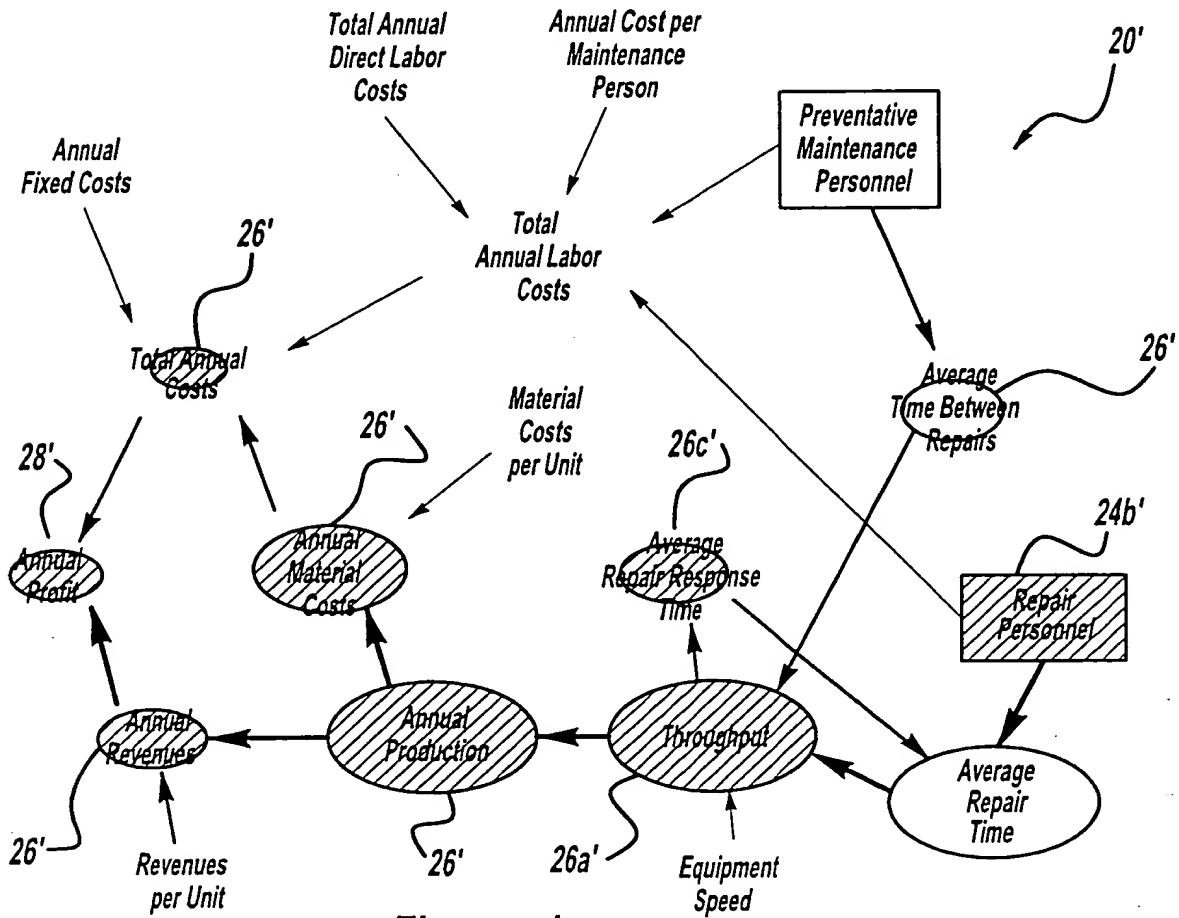 Total Annual
Direct Labor
Costs
Annual Cost per
Maintenance
Person
20'
Preventative
Maintenance
Personnel
Annual
Fixed Costs
26'
Total
Annual Labor
Costs
Total Annual
Costs
26'
Average
Time Between
Repairs
Material
Costs
per Unit
26'
26c'
28'
24b'
Annual
Profit
Annual
Material
Costs
Average
Repair Response
Time
Repair
Personnel
Annual
Revenues
Annual
Production
Throughput
Average
Repair
Time
26'
26'
26a'
Revenues
per Unit
Equipment
Speed